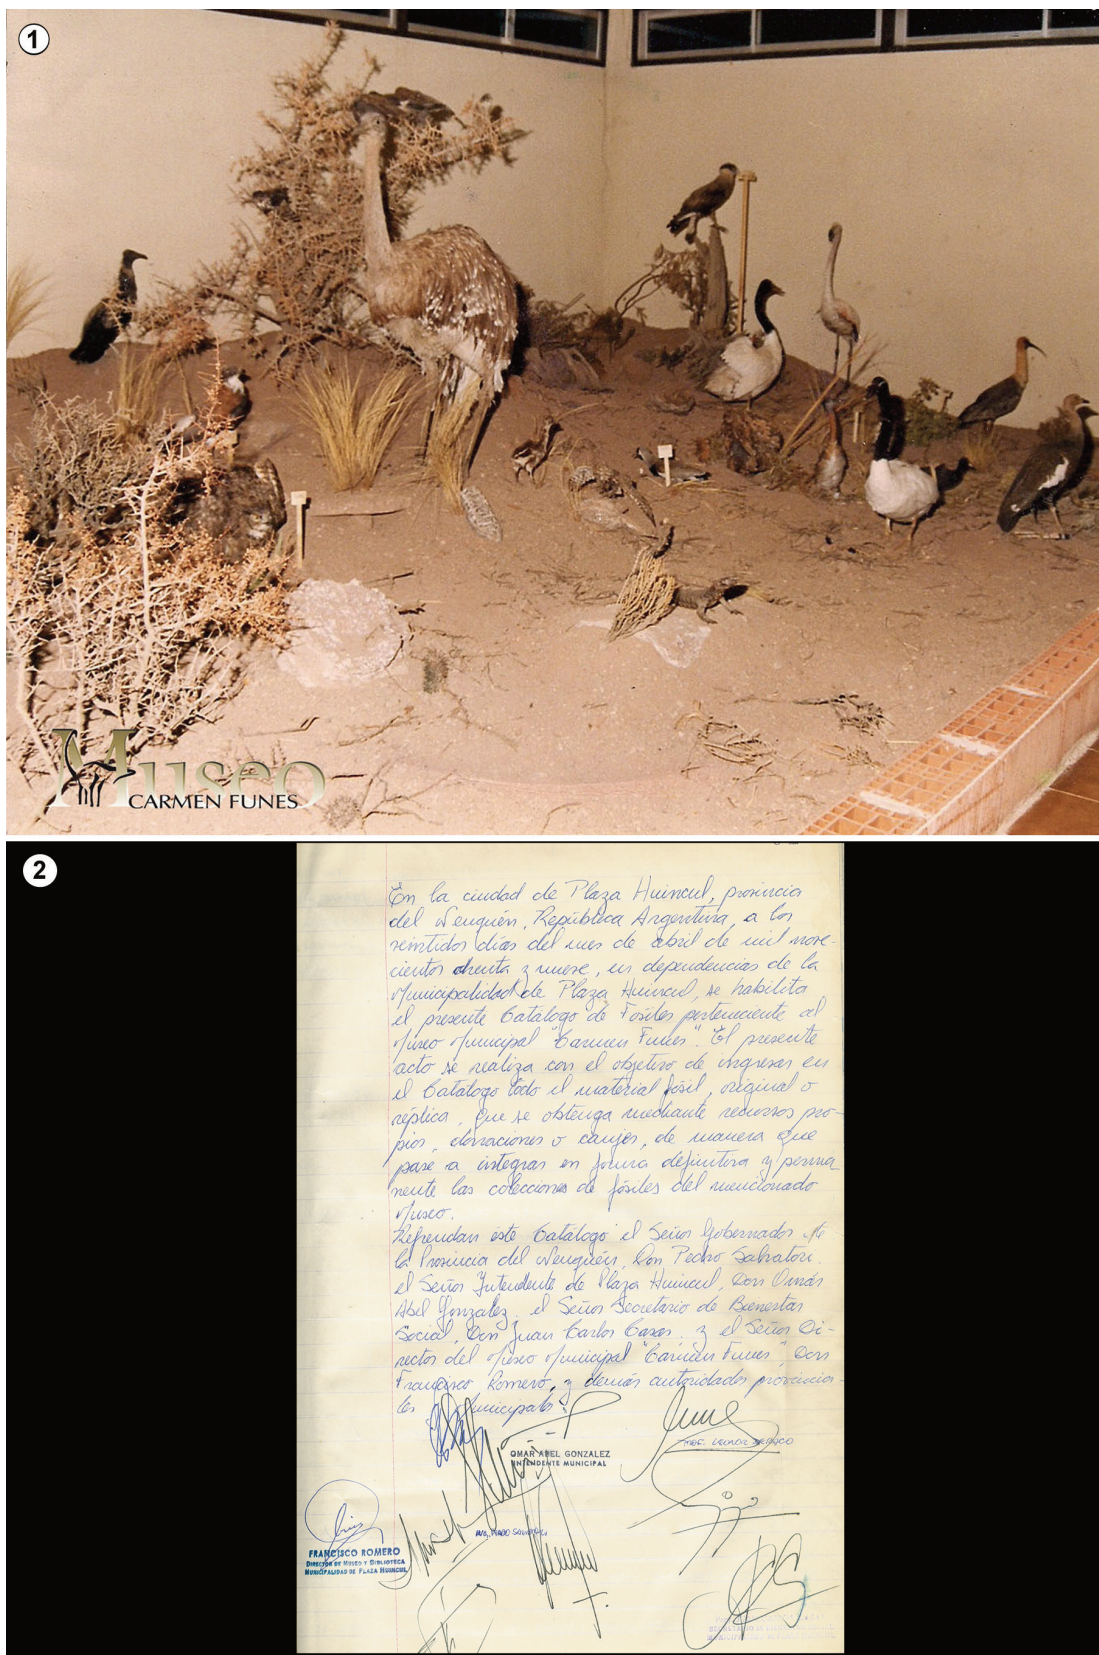 1
Museo
CARMEN FUNES
2
En la ciudad de Plaza Huincul, provincia
del Neuquén, República Argentina, a los
veintidos días del mes de abril de mil nove-
cientos ochenta y nueve, en dependencias de la
Municipalidad de Plaza Huincul, se habilita
el presente Catálogo de Fósiles perteneciente al
Museo Municipal "Carmen Funes". El presente
acto se realiza con el objetivo de ingresar en
el Catálogo todo el material fósil, original o
réplica, que se obtenga mediante recursos pro-
pios, donaciones o canjes, de manera que
pase a integrar en forma definitiva y perma-
nente las colecciones de fósiles del mencionado
Museo.
Refrendan este Catálogo el Señor Gobernador de
la Provincia del Neuquén, Don Pedro Salvatori,
el Señor Intendente de Plaza Huincul, Don Omar
Abel Gonzalez, el Señor Secretario de Bienestar
Social, Don Juan Carlos Casas y el Señor Di-
rector del Museo Municipal "Carmen Funes", Don
Francisco Romero, y demás autoridades provincia-
les municipales.
OMAR ABEL GONZALEZ
INTENDENTE MUNICIPAL
FRANCISCO ROMERO
DIRECTOR DE MUSEO Y BIBLIOTECA
MUNICIPALIDAD DE PLAZA HUINCUL